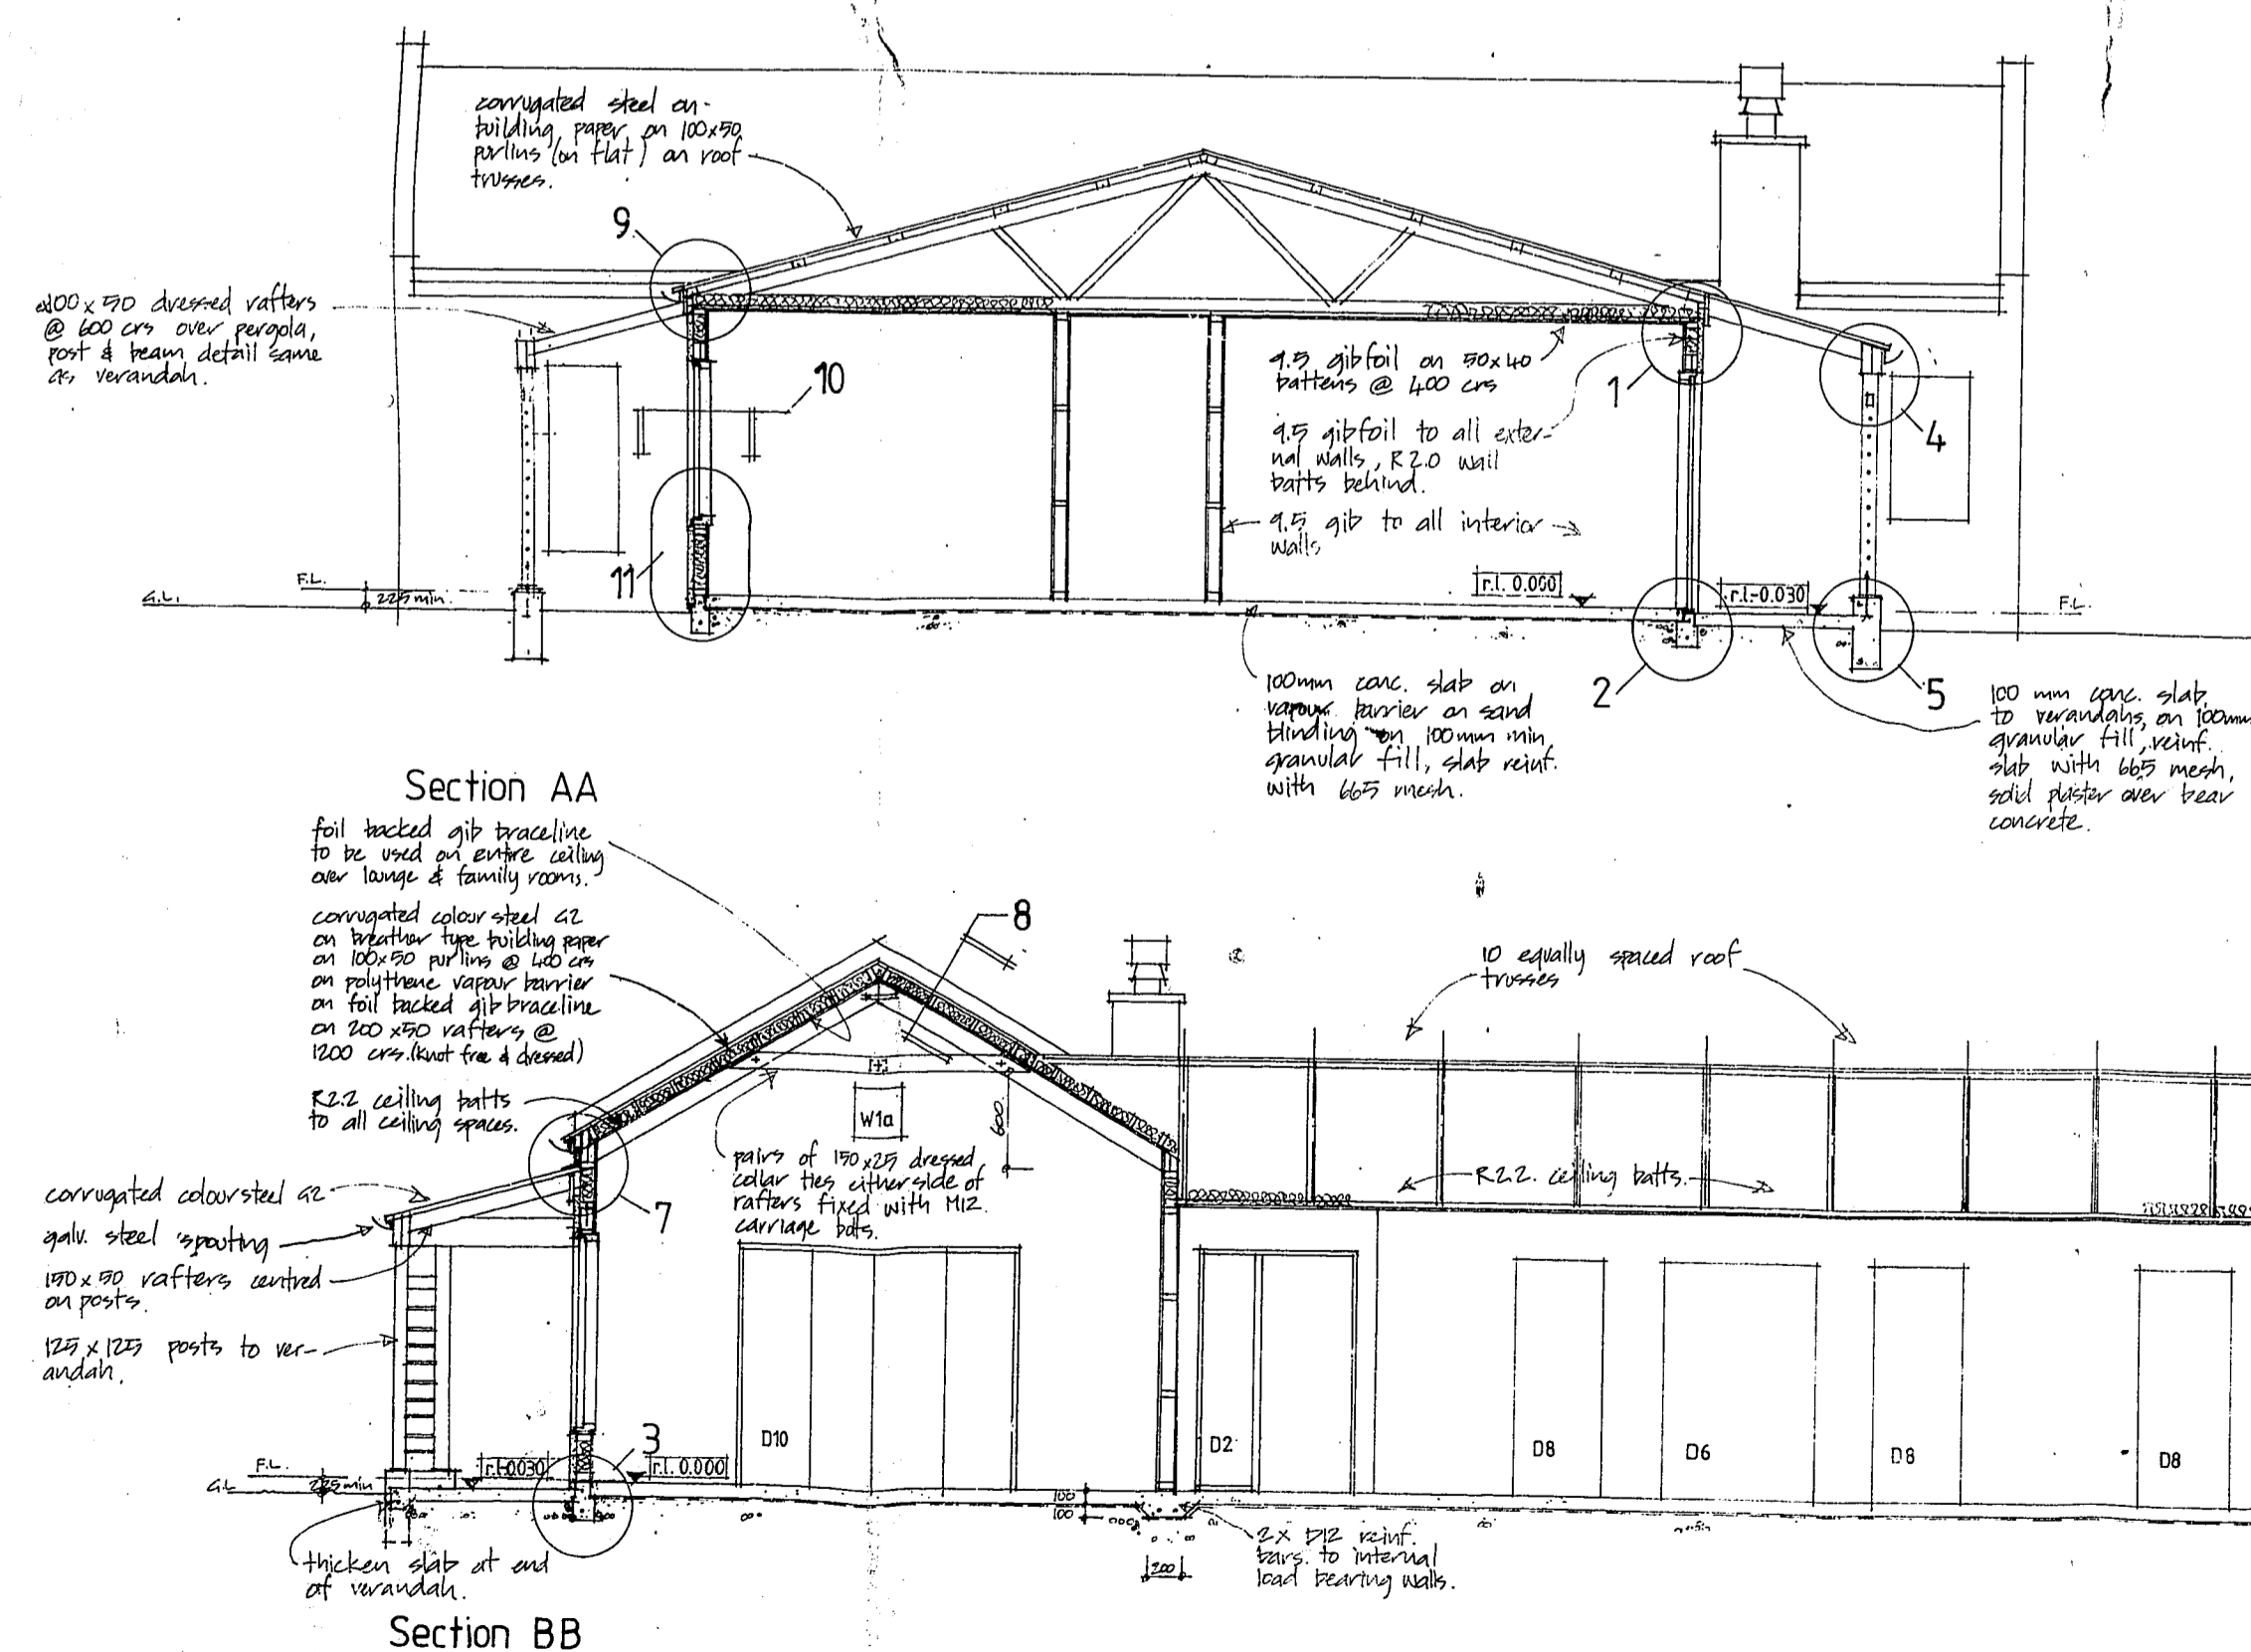 corrugated steel on
building paper on 100x50
purlins (on flat) on roof
trusses.
9
ex100 x 50 dressed rafters
@ 600 crs over pergola,
post & beam detail same
as verandah.
10
9.5 gibfoil on 50x40
battens @ 400 crs
1
4
9.5 gibfoil to all exter-
nal walls, R 2.0 wall
batts behind.
9.5 gib to all interior
walls
11
F.L.
G.L.
225 min.
r.l. 0.000
r.l.-0.030
F.L.
2
5
100mm conc. slab on
vapour barrier on sand
blinding on 100mm min
granular fill, slab reinf.
with 665 mesh.
100 mm conc. slab,
to verandahs, on 100mm
granular fill, reinf.
slab with 665 mesh,
solid plaster over bear
concrete.
Section AA
foil backed gib braceline
to be used on entire ceiling
over lounge & family rooms.
corrugated colour steel G2
on breather type building paper
on 100x50 purlins @ 400 crs
on polythene vapour barrier
on foil backed gib braceline
on 200 x50 rafters @
1200 crs. (knot free & dressed)
8
10 equally spaced roof
trusses
R2.2 ceiling batts
to all ceiling spaces.
W1a
600
pairs of 150x25 dressed
collar ties either side of
rafters fixed with M12
carriage bolts.
R2.2. ceiling batts.
7
corrugated coloursteel G2
galv. steel spouting
150 x 50 rafters centred
on posts.
125 x 125 posts to ver-
andah.
D10
D2
D8
D6
D8
D8
3
F.L.
G.L
225 min
r.l-0.030
r.l. 0.000
100
100
200
2 x D12 reinf.
bars. to internal
load bearing walls.
thicken slab at end
of verandah.
Section BB